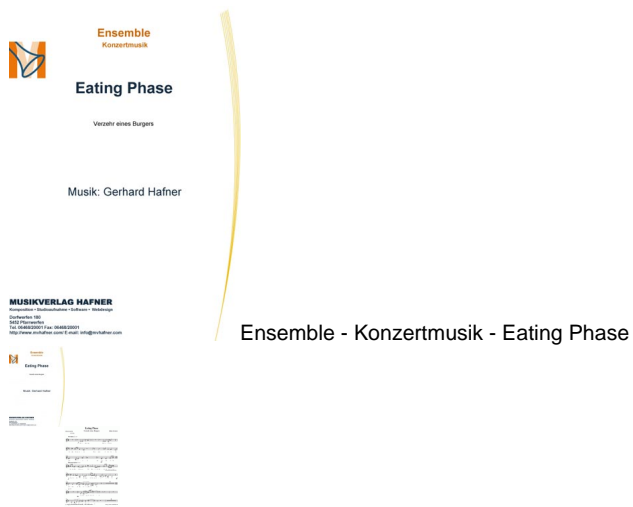 Ensemble
Konzertmusik
Eating Phase
Verzehr eines Burgers
Musik: Gerhard Hafner
MUSIKVERLAG HAFNER
Komposition • Studioaufnahme • Software • Webdesign
Dorfwerfen 180
5452 Pfarrwerfen
Tel. 06468/20001 Fax: 06468/20001
http://www.mvhafner.com/ E-mail: info@mvhafner.com
Ensemble - Konzertmusik - Eating Phase
Ensemble
Eating Phase
Musik: Gerhard Hafner
MUSIKVERLAG HAFNER
Eating Phase